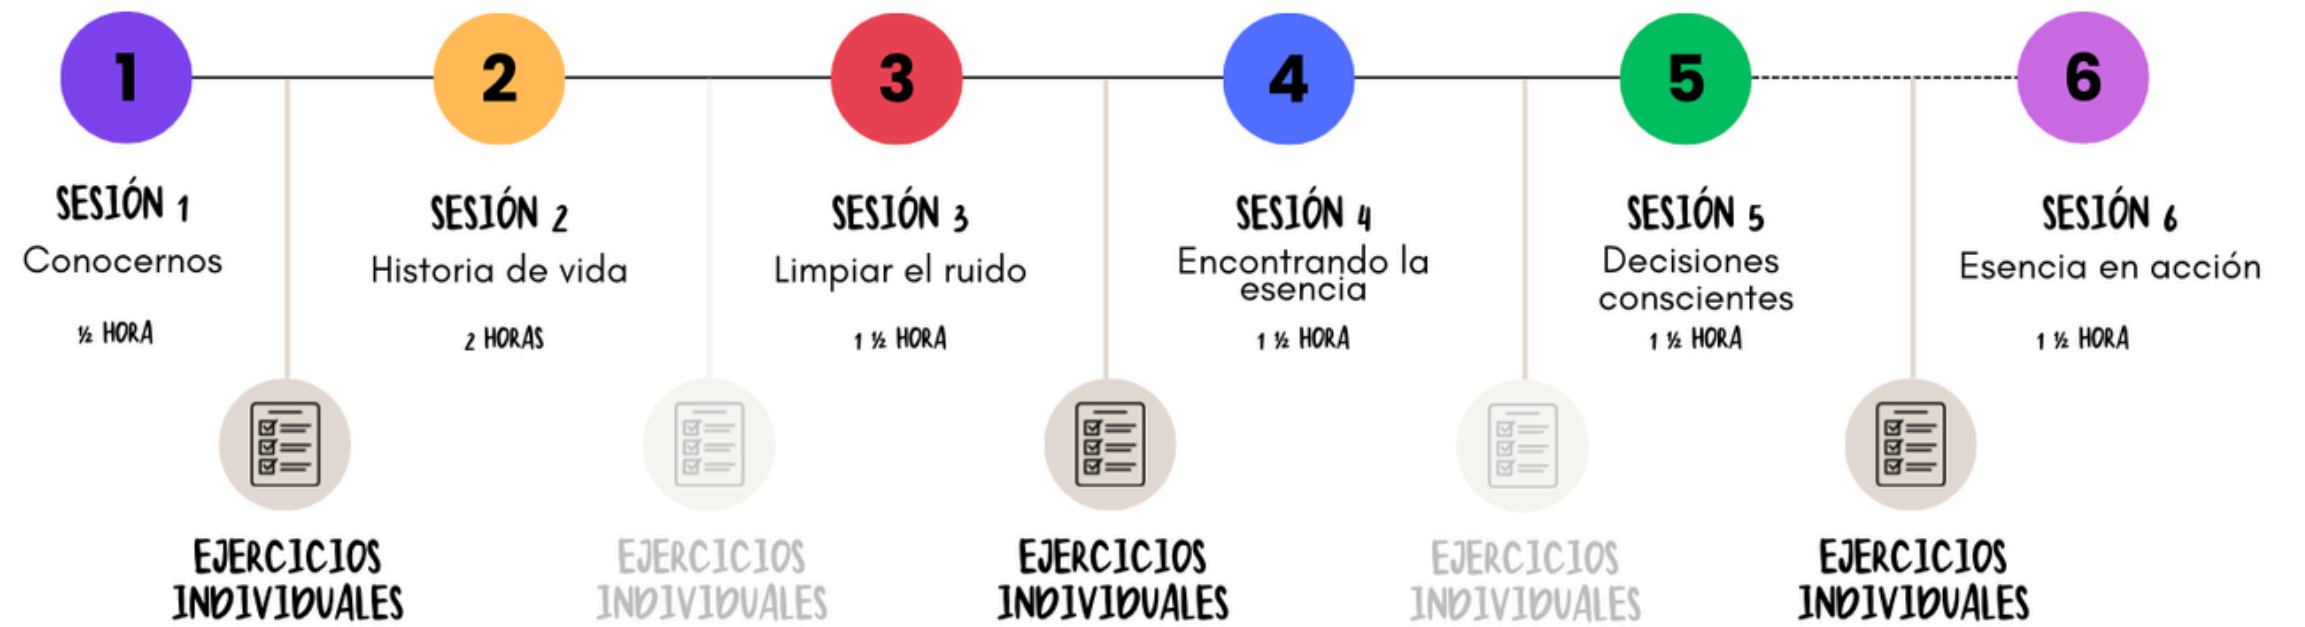 1
2
3
4
5
6
SESIÓN 1
Conocernos
½ HORA
SESIÓN 2
Historia de vida
2 HORAS
SESIÓN 3
Limpiar el ruido
1 ½ HORA
SESIÓN 4
Encontrando la
esencia
1 ½ HORA
SESIÓN 5
Decisiones
conscientes
1 ½ HORA
SESIÓN 6
Esencia en acción
1 ½ HORA
EJERCICIOS
INDIVIDUALES
EJERCICIOS
INDIVIDUALES
EJERCICIOS
INDIVIDUALES
EJERCICIOS
INDIVIDUALES
EJERCICIOS
INDIVIDUALES